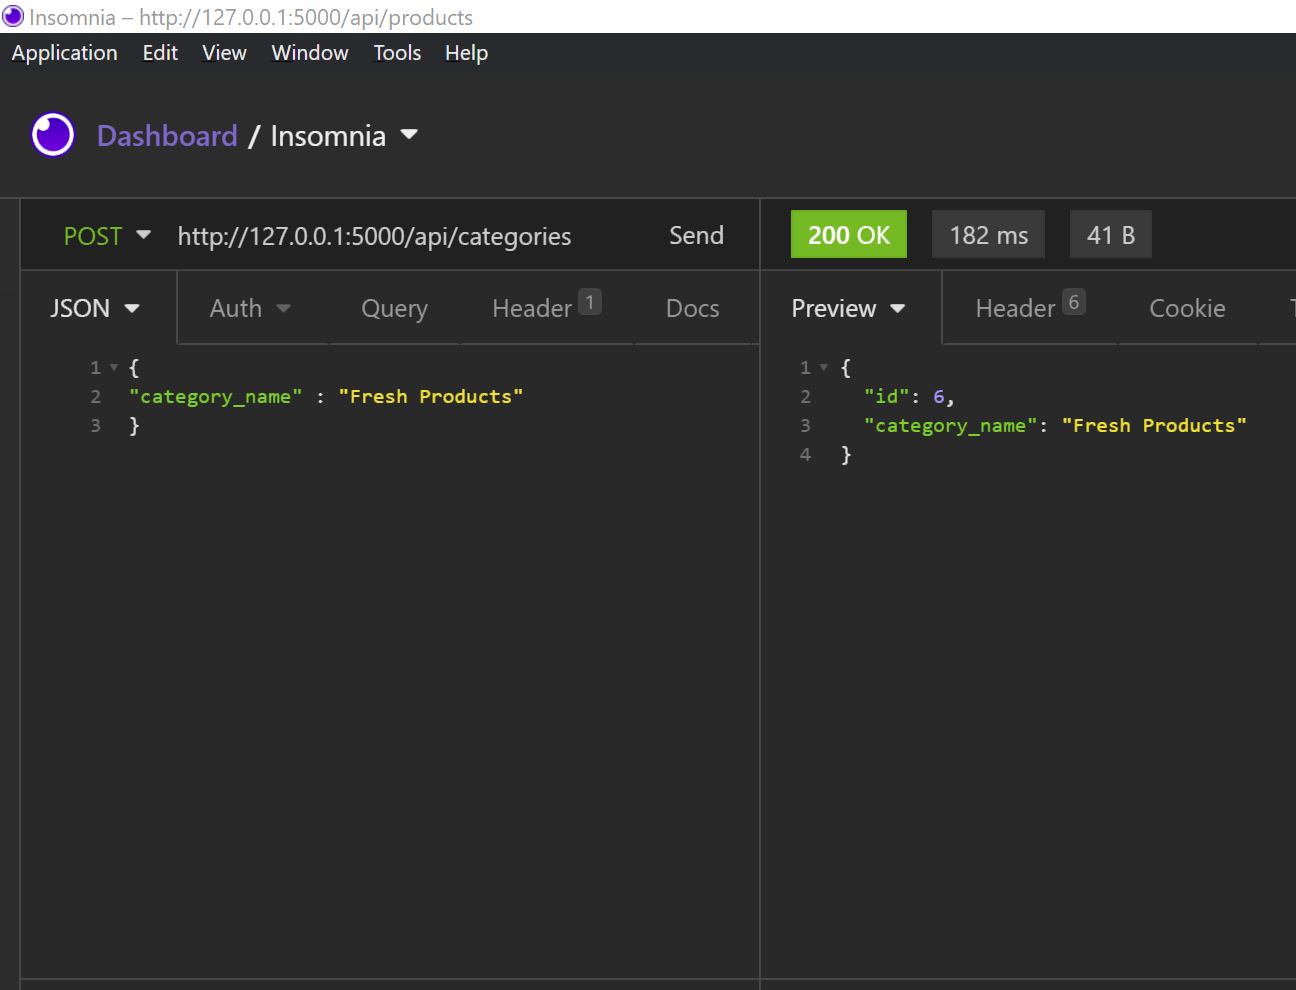 Insomnia – http://127.0.0.1:5000/api/products
Application Edit View Window Tools Help
Dashboard / Insomnia
POST http://127.0.0.1:5000/api/categories Send 200 OK 182 ms 41 B
JSON Auth Query Header 1 Docs Preview Header 6 Cookie
1 {
2 "category_name" : "Fresh Products"
3 }
1 {
2 "id": 6,
3 "category_name": "Fresh Products"
4 }